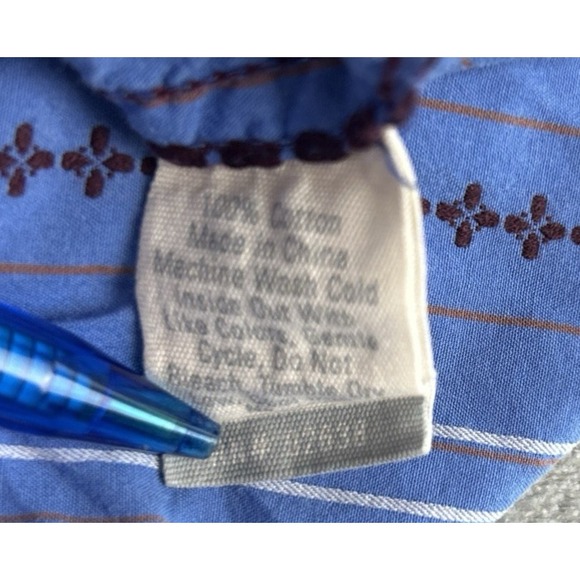 100% Cotton
Made in China
Machine Wash Cold
Inside Out With
Like Colors, Gentle
Cycle, Do Not
Bleach, Tumble Dry